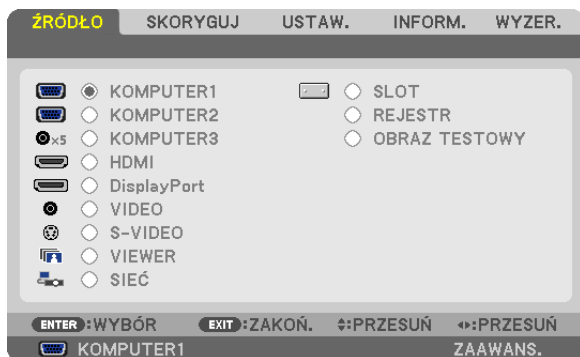 ŹRÓDŁO SKORYGUJ USTAW. INFORM. WYZER.
KOMPUTER1 SLOT
KOMPUTER2 REJESTR
×5 KOMPUTER3 OBRAZ TESTOWY
HDMI
DisplayPort
VIDEO
S-VIDEO
VIEWER
SIEĆ
ENTER:WYBÓR EXIT:ZAKOŃ. :PRZESUŃ :PRZESUŃ
KOMPUTER1 ZAAWANS.